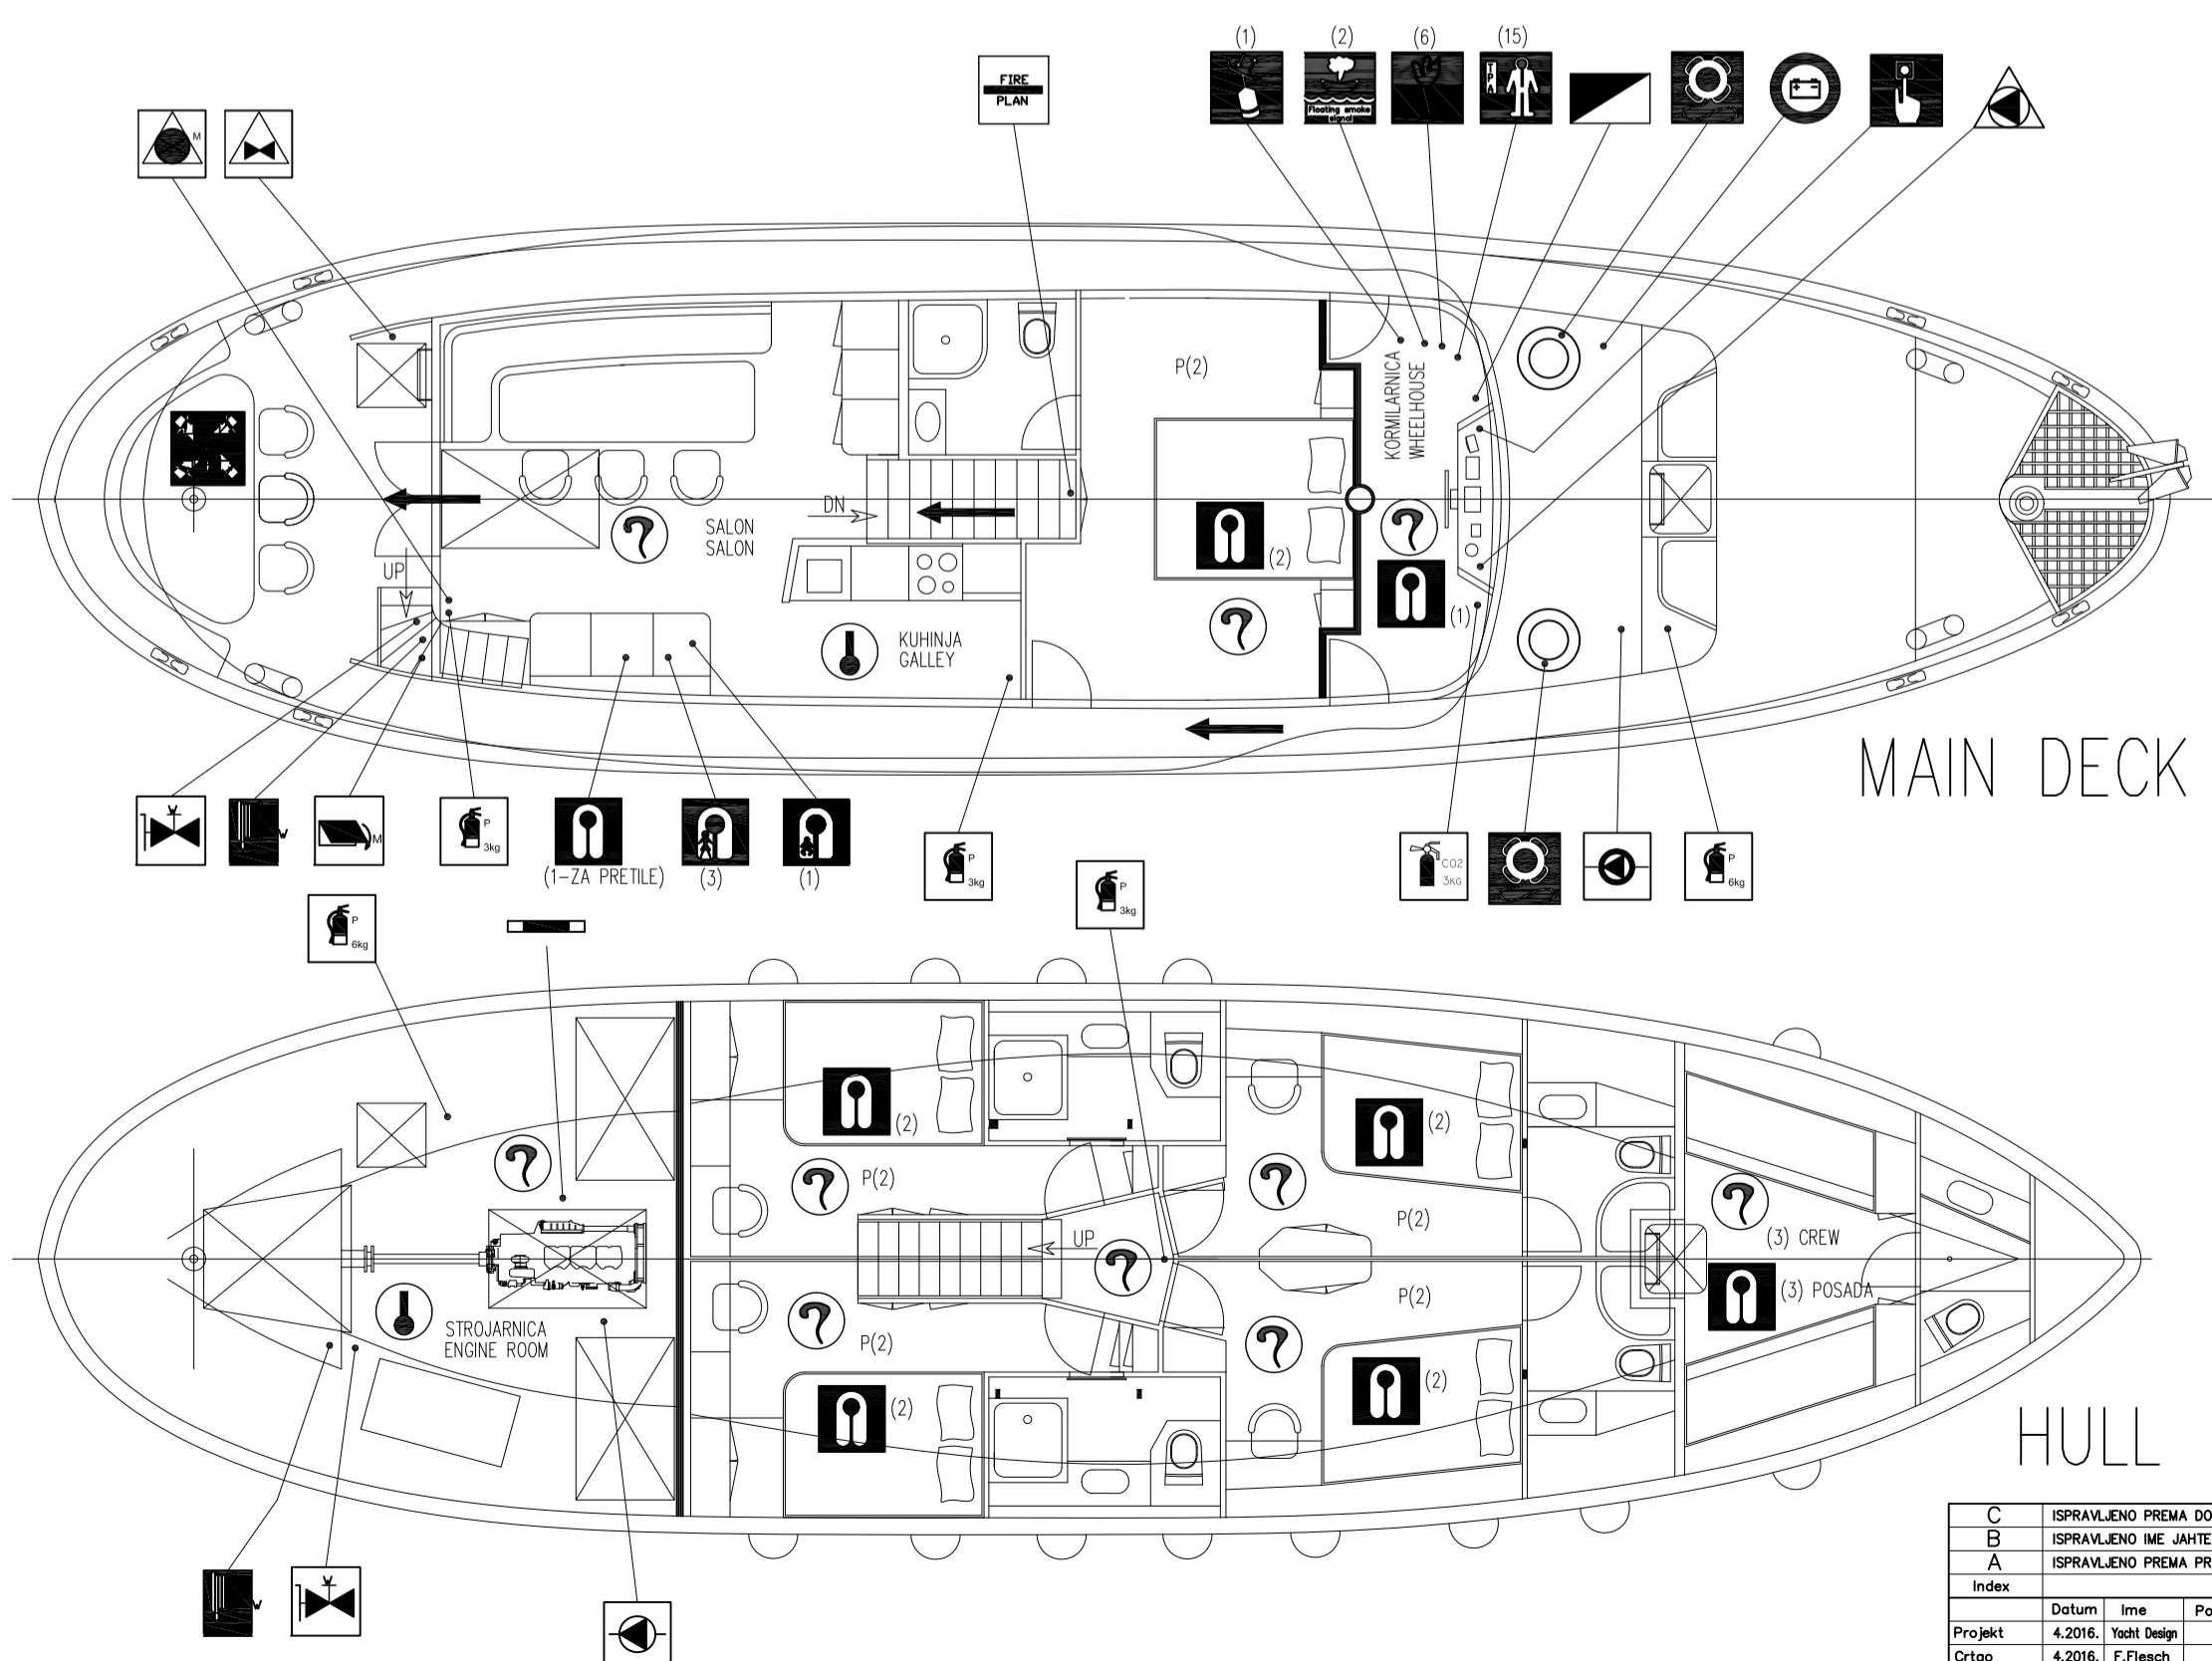 (1)
(2)
(6)
(15)
FIRE
PLAN
TPA
Floating smoke
signal
M
P(2)
KORMILARNICA
WHEELHOUSE
DN
SALON
SALON
(2)
(1)
UP
KUHINJA
GALLEY
MAIN DECK
W
W
M
P
3kg
(1-ZA PRETILE)
(3)
(1)
P
3kg
P
3kg
CO2
3KG
P
6kg
P
6kg
(2)
(2)
P(2)
P(2)
UP
(3) CREW
(3) POSADA
P(2)
P(2)
STROJARNICA
ENGINE ROOM
(2)
(2)
HULL
W
W
C ISPRAVLJENO PREMA DO
B ISPRAVLJENO IME JAHTE
A ISPRAVLJENO PREMA PR
Index
Datum Ime Po
Projekt 4.2016. Yacht Design
Crtao 4.2016. F.Flesch